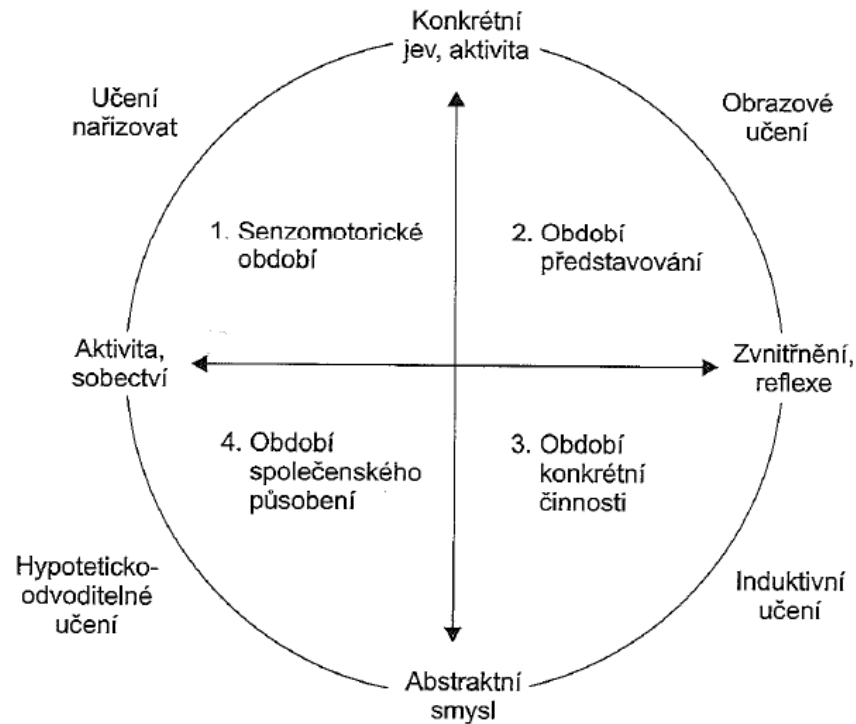 Konkrétní
jev, aktivita
Učení
nařizovat
Obrazové
učení
1. Senzomotorické
období
2. Období
představování
Aktivita,
sobectví
Zvnitřnění,
reflexe
4. Období
společenského
působení
3. Období
konkrétní
činnosti
Hypoteticko-
odvoditelné
učení
Induktivní
učení
Abstraktní
smysl